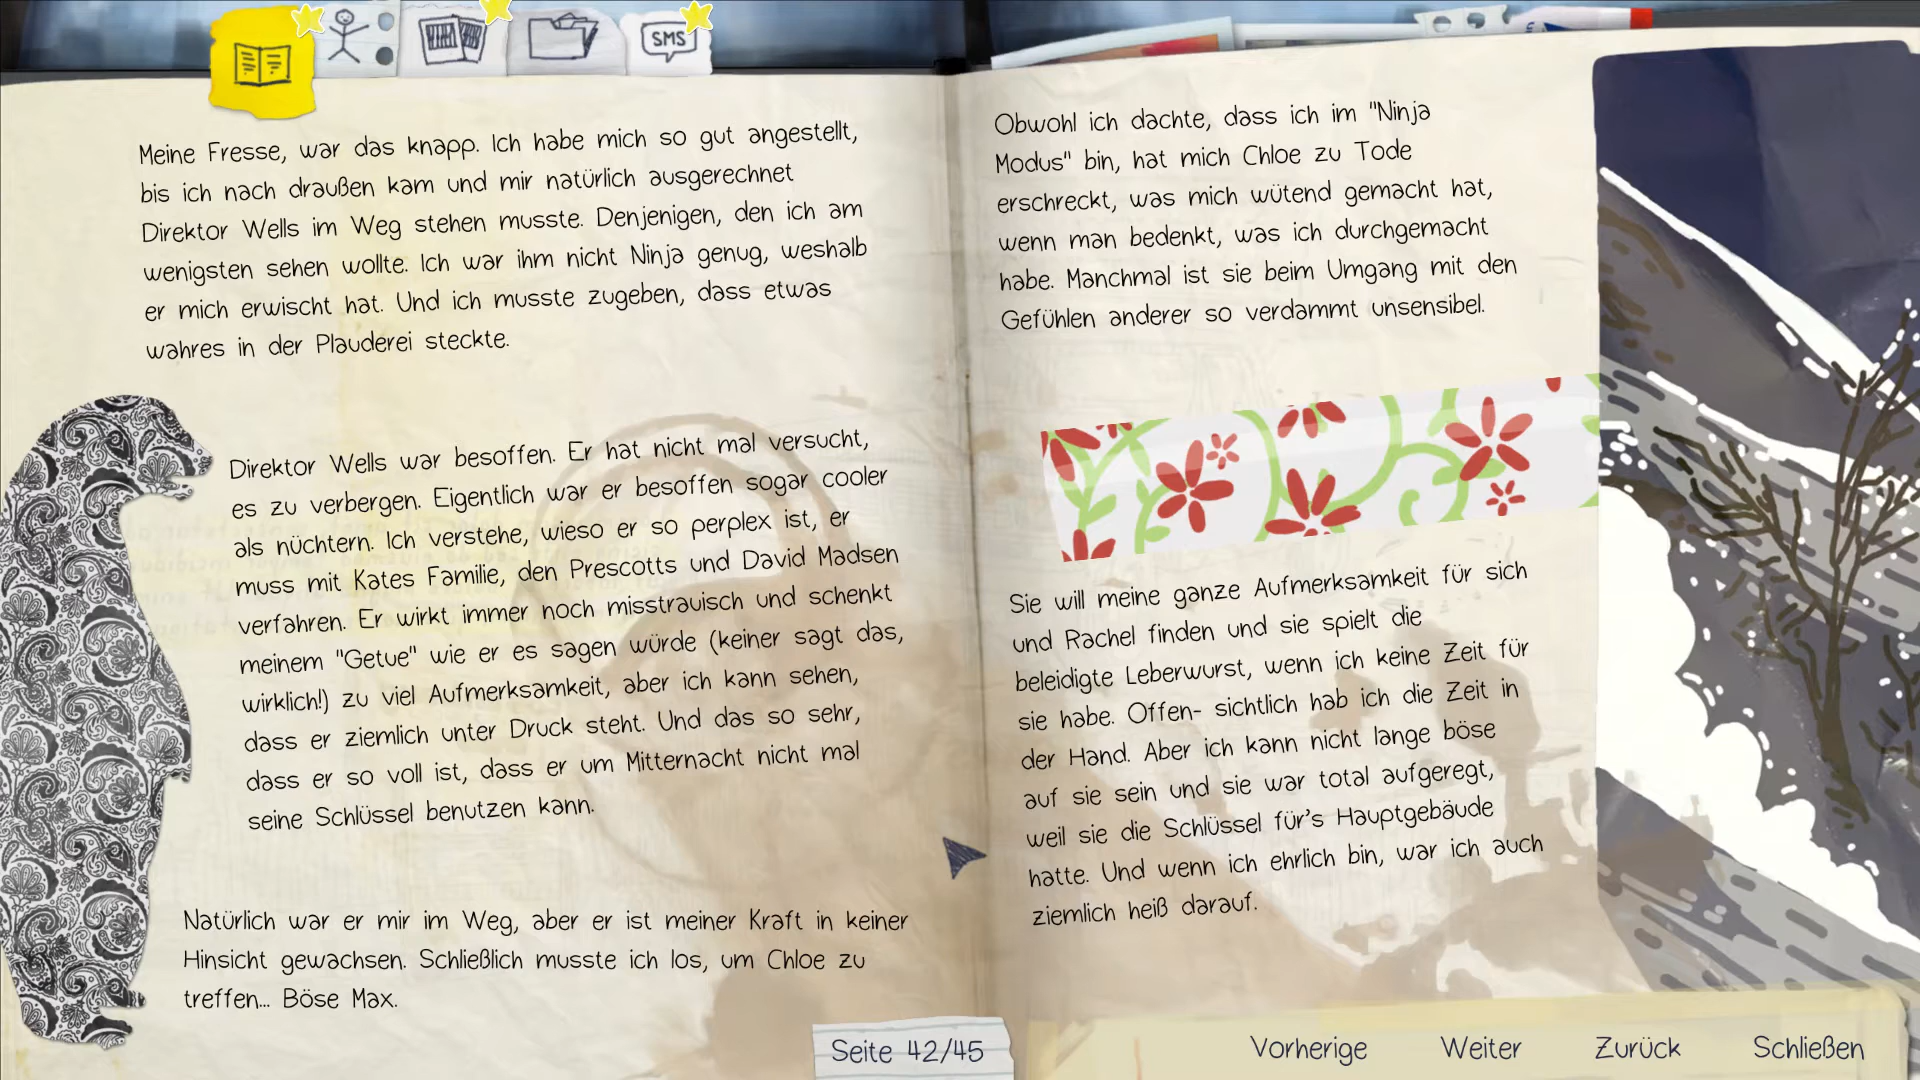 SMS
Meine Fresse, war das knapp. Ich habe mich so gut angestellt,
bis ich nach draußen kam und mir natürlich ausgerechnet
Direktor Wells im Weg stehen musste. Denjenigen, den ich am
wenigsten sehen wollte. Ich war ihm nicht Ninja genug, weshalb
er mich erwischt hat. Und ich musste zugeben, dass etwas
wahres in der Plauderei steckte.
Direktor Wells war besoffen. Er hat nicht mal versucht,
es zu verbergen. Eigentlich war er besoffen sogar cooler
als nüchtern. Ich verstehe, wieso er so perplex ist, er
muss mit Kates Familie, den Prescotts und David Madsen
verfahren. Er wirkt immer noch misstrauisch und schenkt
meinem "Getue" wie er es sagen würde (keiner sagt das,
wirklich!) zu viel Aufmerksamkeit, aber ich kann sehen,
dass er ziemlich unter Druck steht. Und das so sehr,
dass er so voll ist, dass er um Mitternacht nicht mal
seine Schlüssel benutzen kann.
Natürlich war er mir im Weg, aber er ist meiner Kraft in keiner
Hinsicht gewachsen. Schließlich musste ich los, um Chloe zu
treffen... Böse Max.
Obwohl ich dachte, dass ich im "Ninja
Modus" bin, hat mich Chloe zu Tode
erschreckt, was mich wütend gemacht hat,
wenn man bedenkt, was ich durchgemacht
habe. Manchmal ist sie beim Umgang mit den
Gefühlen anderer so verdammt unsensibel.
Sie will meine ganze Aufmerksamkeit für sich
und Rachel finden und sie spielt die
beleidigte Leberwurst, wenn ich keine Zeit für
sie habe. Offen- sichtlich hab ich die Zeit in
der Hand. Aber ich kann nicht lange böse
auf sie sein und sie war total aufgeregt,
weil sie die Schlüssel für's Hauptgebäude
hatte. Und wenn ich ehrlich bin, war ich auch
ziemlich heiß darauf.
Seite 42/45
Vorherige
Weiter
Zurück
Schließen